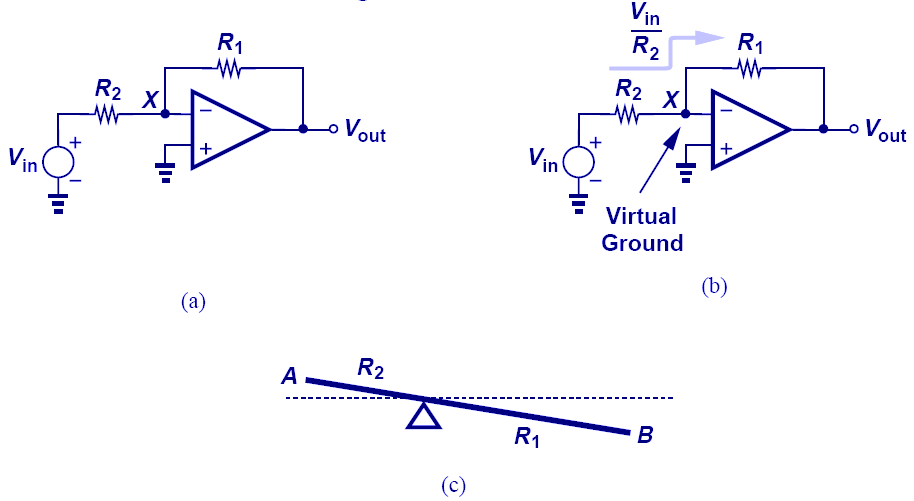 R1
R2
X
−
+
Vin
+
−
Vout
(a)
Vin
R2
R1
R2
X
−
+
Vin
+
−
Vout
Virtual
Ground
(b)
A
R2
R1
B
(c)